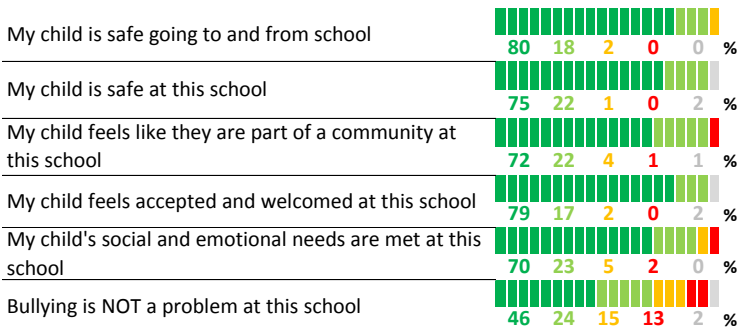 My child is safe going to and from school
80 18 2 0 0 %
My child is safe at this school
75 22 1 0 2 %
My child feels like they are part of a community at
this school
72 22 4 1 1 %
My child feels accepted and welcomed at this school
79 17 2 0 2 %
My child's social and emotional needs are met at this
school
70 23 5 2 0 %
Bullying is NOT a problem at this school
46 24 15 13 2 %